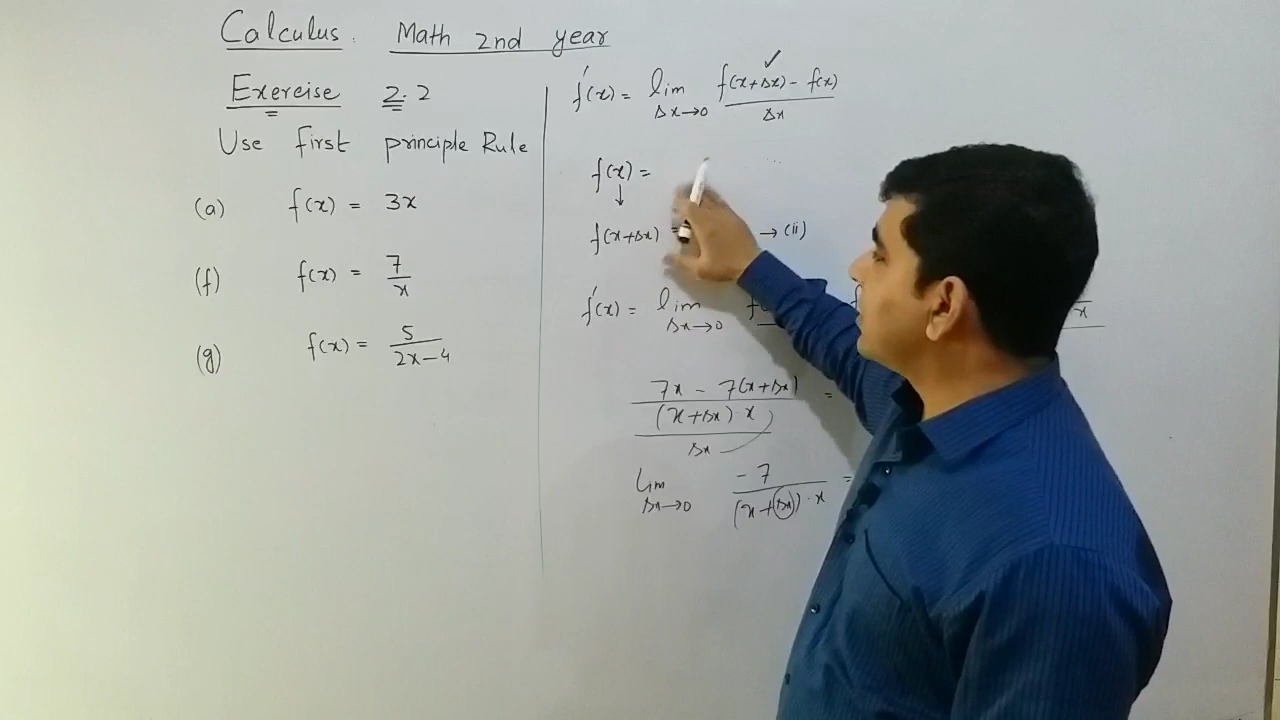 Calculus. Math 2nd year
Exercise 2.2
Use first principle Rule
(a) f(x) = 3x
(f) f(x) = 7/x
(g) f(x) = 5/(2x-4)
f'(x) = lim Δx→0 (f(x+Δx) - f(x))/Δx ✓
f(x) =
↓
f(x+Δx) = → (ii)
f'(x) = lim Δx→0
(7x - 7(x+Δx))/((x+Δx)·x)/Δx =
lim Δx→0 -7/((x+Δx)·x) =